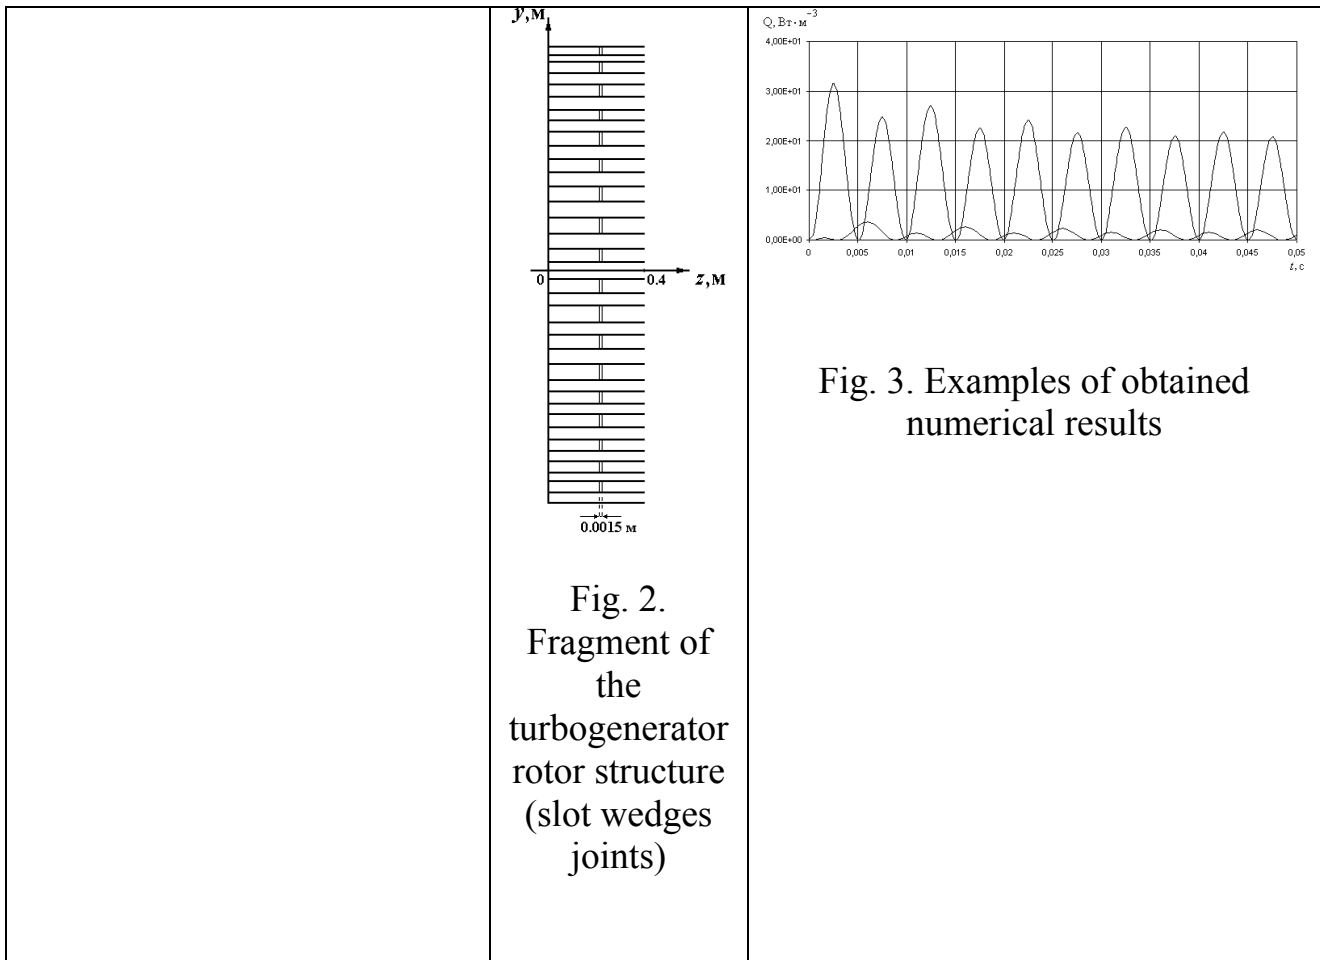 y,м
0
0.4
z,м
0.0015 м
Fig. 2.
Fragment of
the
turbogenerator
rotor structure
(slot wedges
joints)
Q, Вт·м⁻³
4,00E+01
3,00E+01
2,00E+01
1,00E+01
0,00E+00
0 0,005 0,01 0,015 0,02 0,025 0,03 0,035 0,04 0,045 0,05
t, с
Fig. 3. Examples of obtained
numerical results